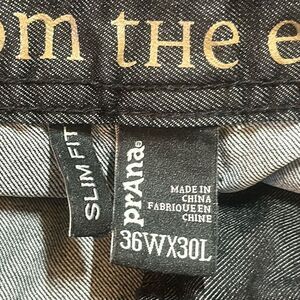 om tHe e
SLIM FIT
prAna®
MADE IN
CHINA
FABRIQUE EN
CHINE
36WX30L